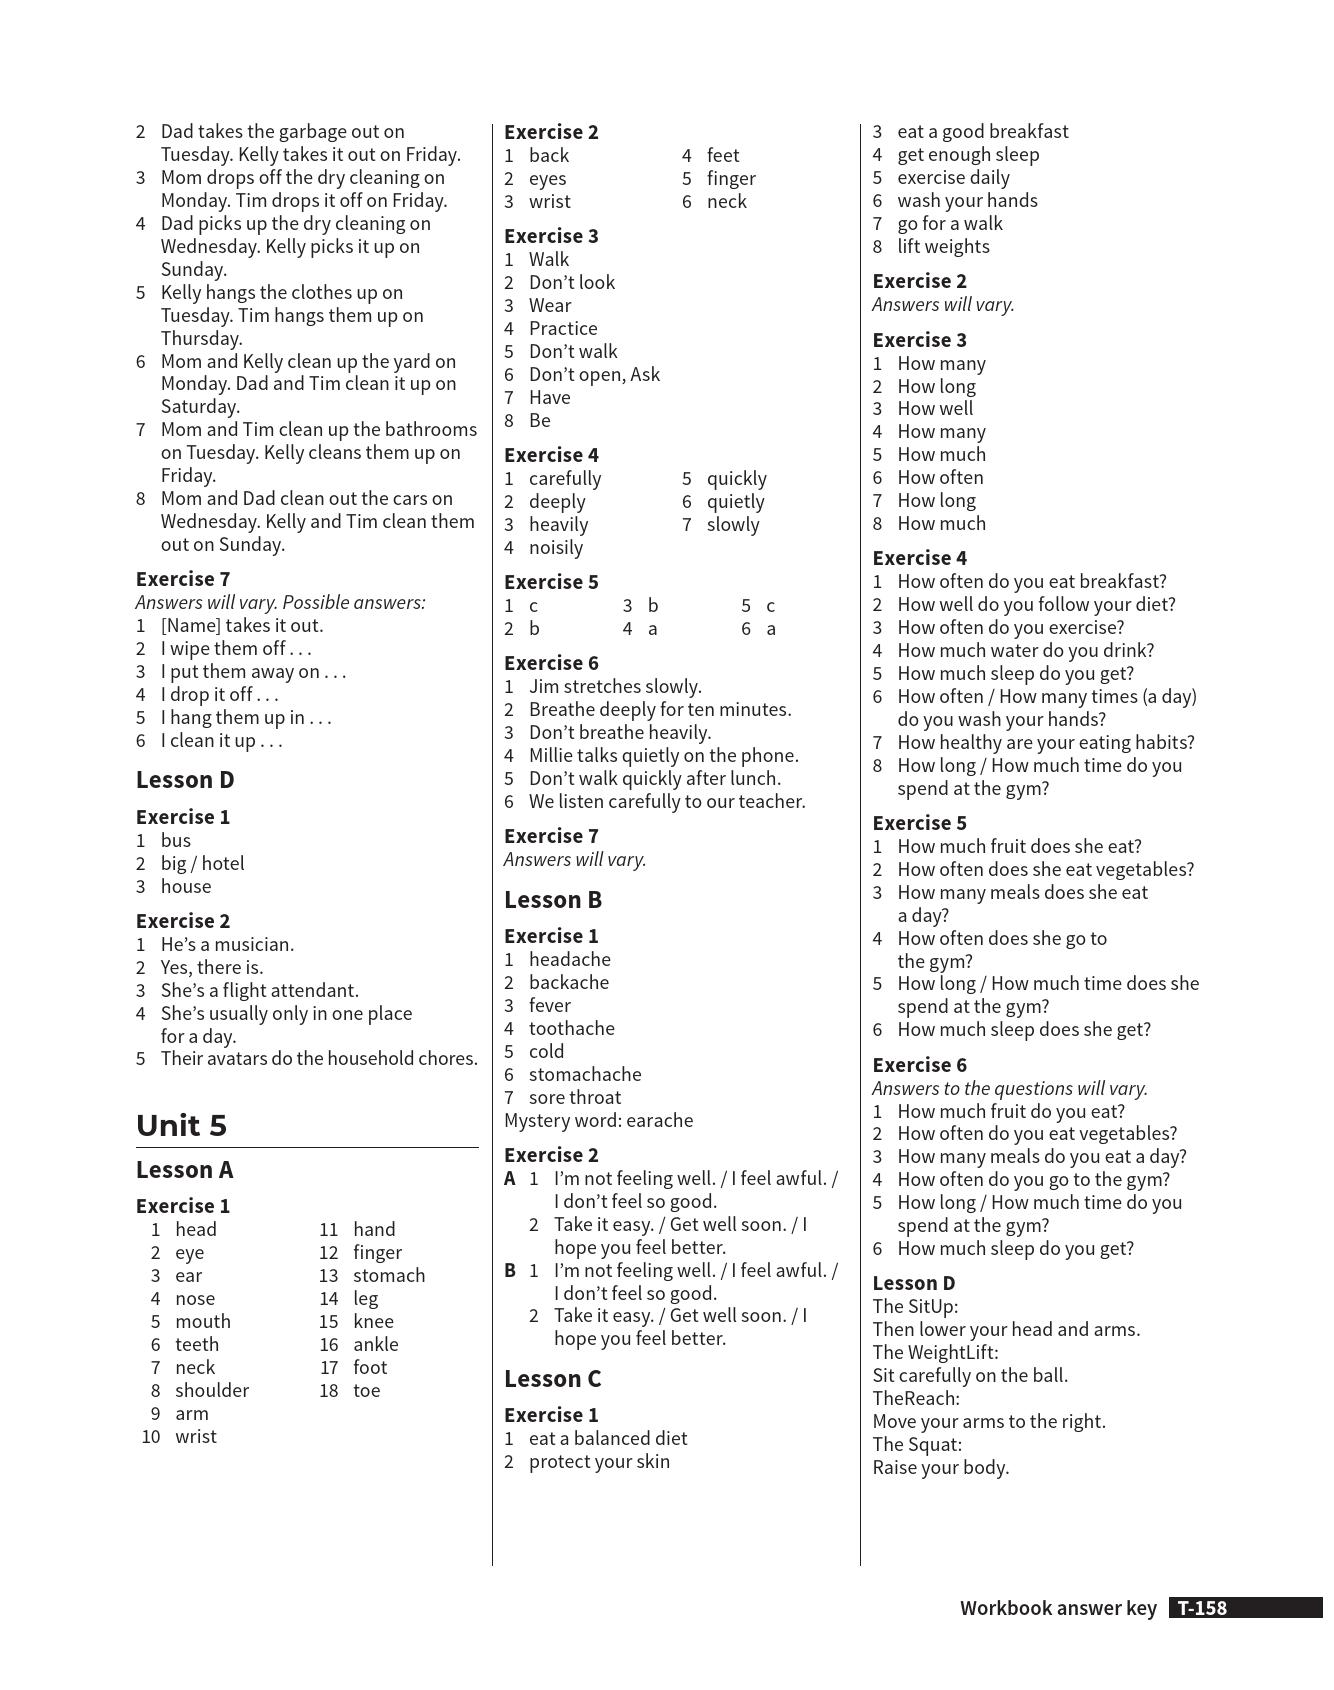 2 Dad takes the garbage out on
Tuesday. Kelly takes it out on Friday.
3 Mom drops off the dry cleaning on
Monday. Tim drops it off on Friday.
4 Dad picks up the dry cleaning on
Wednesday. Kelly picks it up on
Sunday.
5 Kelly hangs the clothes up on
Tuesday. Tim hangs them up on
Thursday.
6 Mom and Kelly clean up the yard on
Monday. Dad and Tim clean it up on
Saturday.
7 Mom and Tim clean up the bathrooms
on Tuesday. Kelly cleans them up on
Friday.
8 Mom and Dad clean out the cars on
Wednesday. Kelly and Tim clean them
out on Sunday.
Exercise 7
Answers will vary. Possible answers:
1 [Name] takes it out.
2 I wipe them off . . .
3 I put them away on . . .
4 I drop it off . . .
5 I hang them up in . . .
6 I clean it up . . .
Lesson D
Exercise 1
1 bus
2 big / hotel
3 house
Exercise 2
1 He’s a musician.
2 Yes, there is.
3 She’s a flight attendant.
4 She’s usually only in one place
for a day.
5 Their avatars do the household chores.
Unit 5
Lesson A
Exercise 1
1 head 11 hand
2 eye 12 finger
3 ear 13 stomach
4 nose 14 leg
5 mouth 15 knee
6 teeth 16 ankle
7 neck 17 foot
8 shoulder 18 toe
9 arm
10 wrist
Exercise 2
1 back 4 feet
2 eyes 5 finger
3 wrist 6 neck
Exercise 3
1 Walk
2 Don’t look
3 Wear
4 Practice
5 Don’t walk
6 Don’t open, Ask
7 Have
8 Be
Exercise 4
1 carefully 5 quickly
2 deeply 6 quietly
3 heavily 7 slowly
4 noisily
Exercise 5
1 c 3 b 5 c
2 b 4 a 6 a
Exercise 6
1 Jim stretches slowly.
2 Breathe deeply for ten minutes.
3 Don’t breathe heavily.
4 Millie talks quietly on the phone.
5 Don’t walk quickly after lunch.
6 We listen carefully to our teacher.
Exercise 7
Answers will vary.
Lesson B
Exercise 1
1 headache
2 backache
3 fever
4 toothache
5 cold
6 stomachache
7 sore throat
Mystery word: earache
Exercise 2
A 1 I’m not feeling well. / I feel awful. /
I don’t feel so good.
2 Take it easy. / Get well soon. / I
hope you feel better.
B 1 I’m not feeling well. / I feel awful. /
I don’t feel so good.
2 Take it easy. / Get well soon. / I
hope you feel better.
Lesson C
Exercise 1
1 eat a balanced diet
2 protect your skin
3 eat a good breakfast
4 get enough sleep
5 exercise daily
6 wash your hands
7 go for a walk
8 lift weights
Exercise 2
Answers will vary.
Exercise 3
1 How many
2 How long
3 How well
4 How many
5 How much
6 How often
7 How long
8 How much
Exercise 4
1 How often do you eat breakfast?
2 How well do you follow your diet?
3 How often do you exercise?
4 How much water do you drink?
5 How much sleep do you get?
6 How often / How many times (a day)
do you wash your hands?
7 How healthy are your eating habits?
8 How long / How much time do you
spend at the gym?
Exercise 5
1 How much fruit does she eat?
2 How often does she eat vegetables?
3 How many meals does she eat
a day?
4 How often does she go to
the gym?
5 How long / How much time does she
spend at the gym?
6 How much sleep does she get?
Exercise 6
Answers to the questions will vary.
1 How much fruit do you eat?
2 How often do you eat vegetables?
3 How many meals do you eat a day?
4 How often do you go to the gym?
5 How long / How much time do you
spend at the gym?
6 How much sleep do you get?
Lesson D
The SitUp:
Then lower your head and arms.
The WeightLift:
Sit carefully on the ball.
TheReach:
Move your arms to the right.
The Squat:
Raise your body.
Workbook answer key T-158